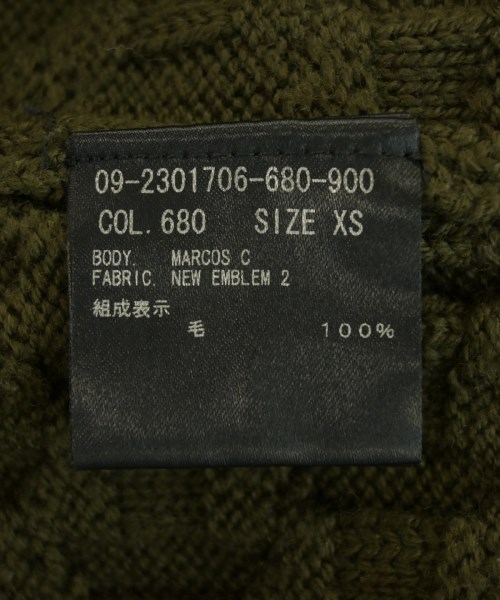 09-2301706-680-900
COL. 680 SIZE XS
BODY. MARCOS C
FABRIC. NEW EMBLEM 2
組成表示
毛 100%